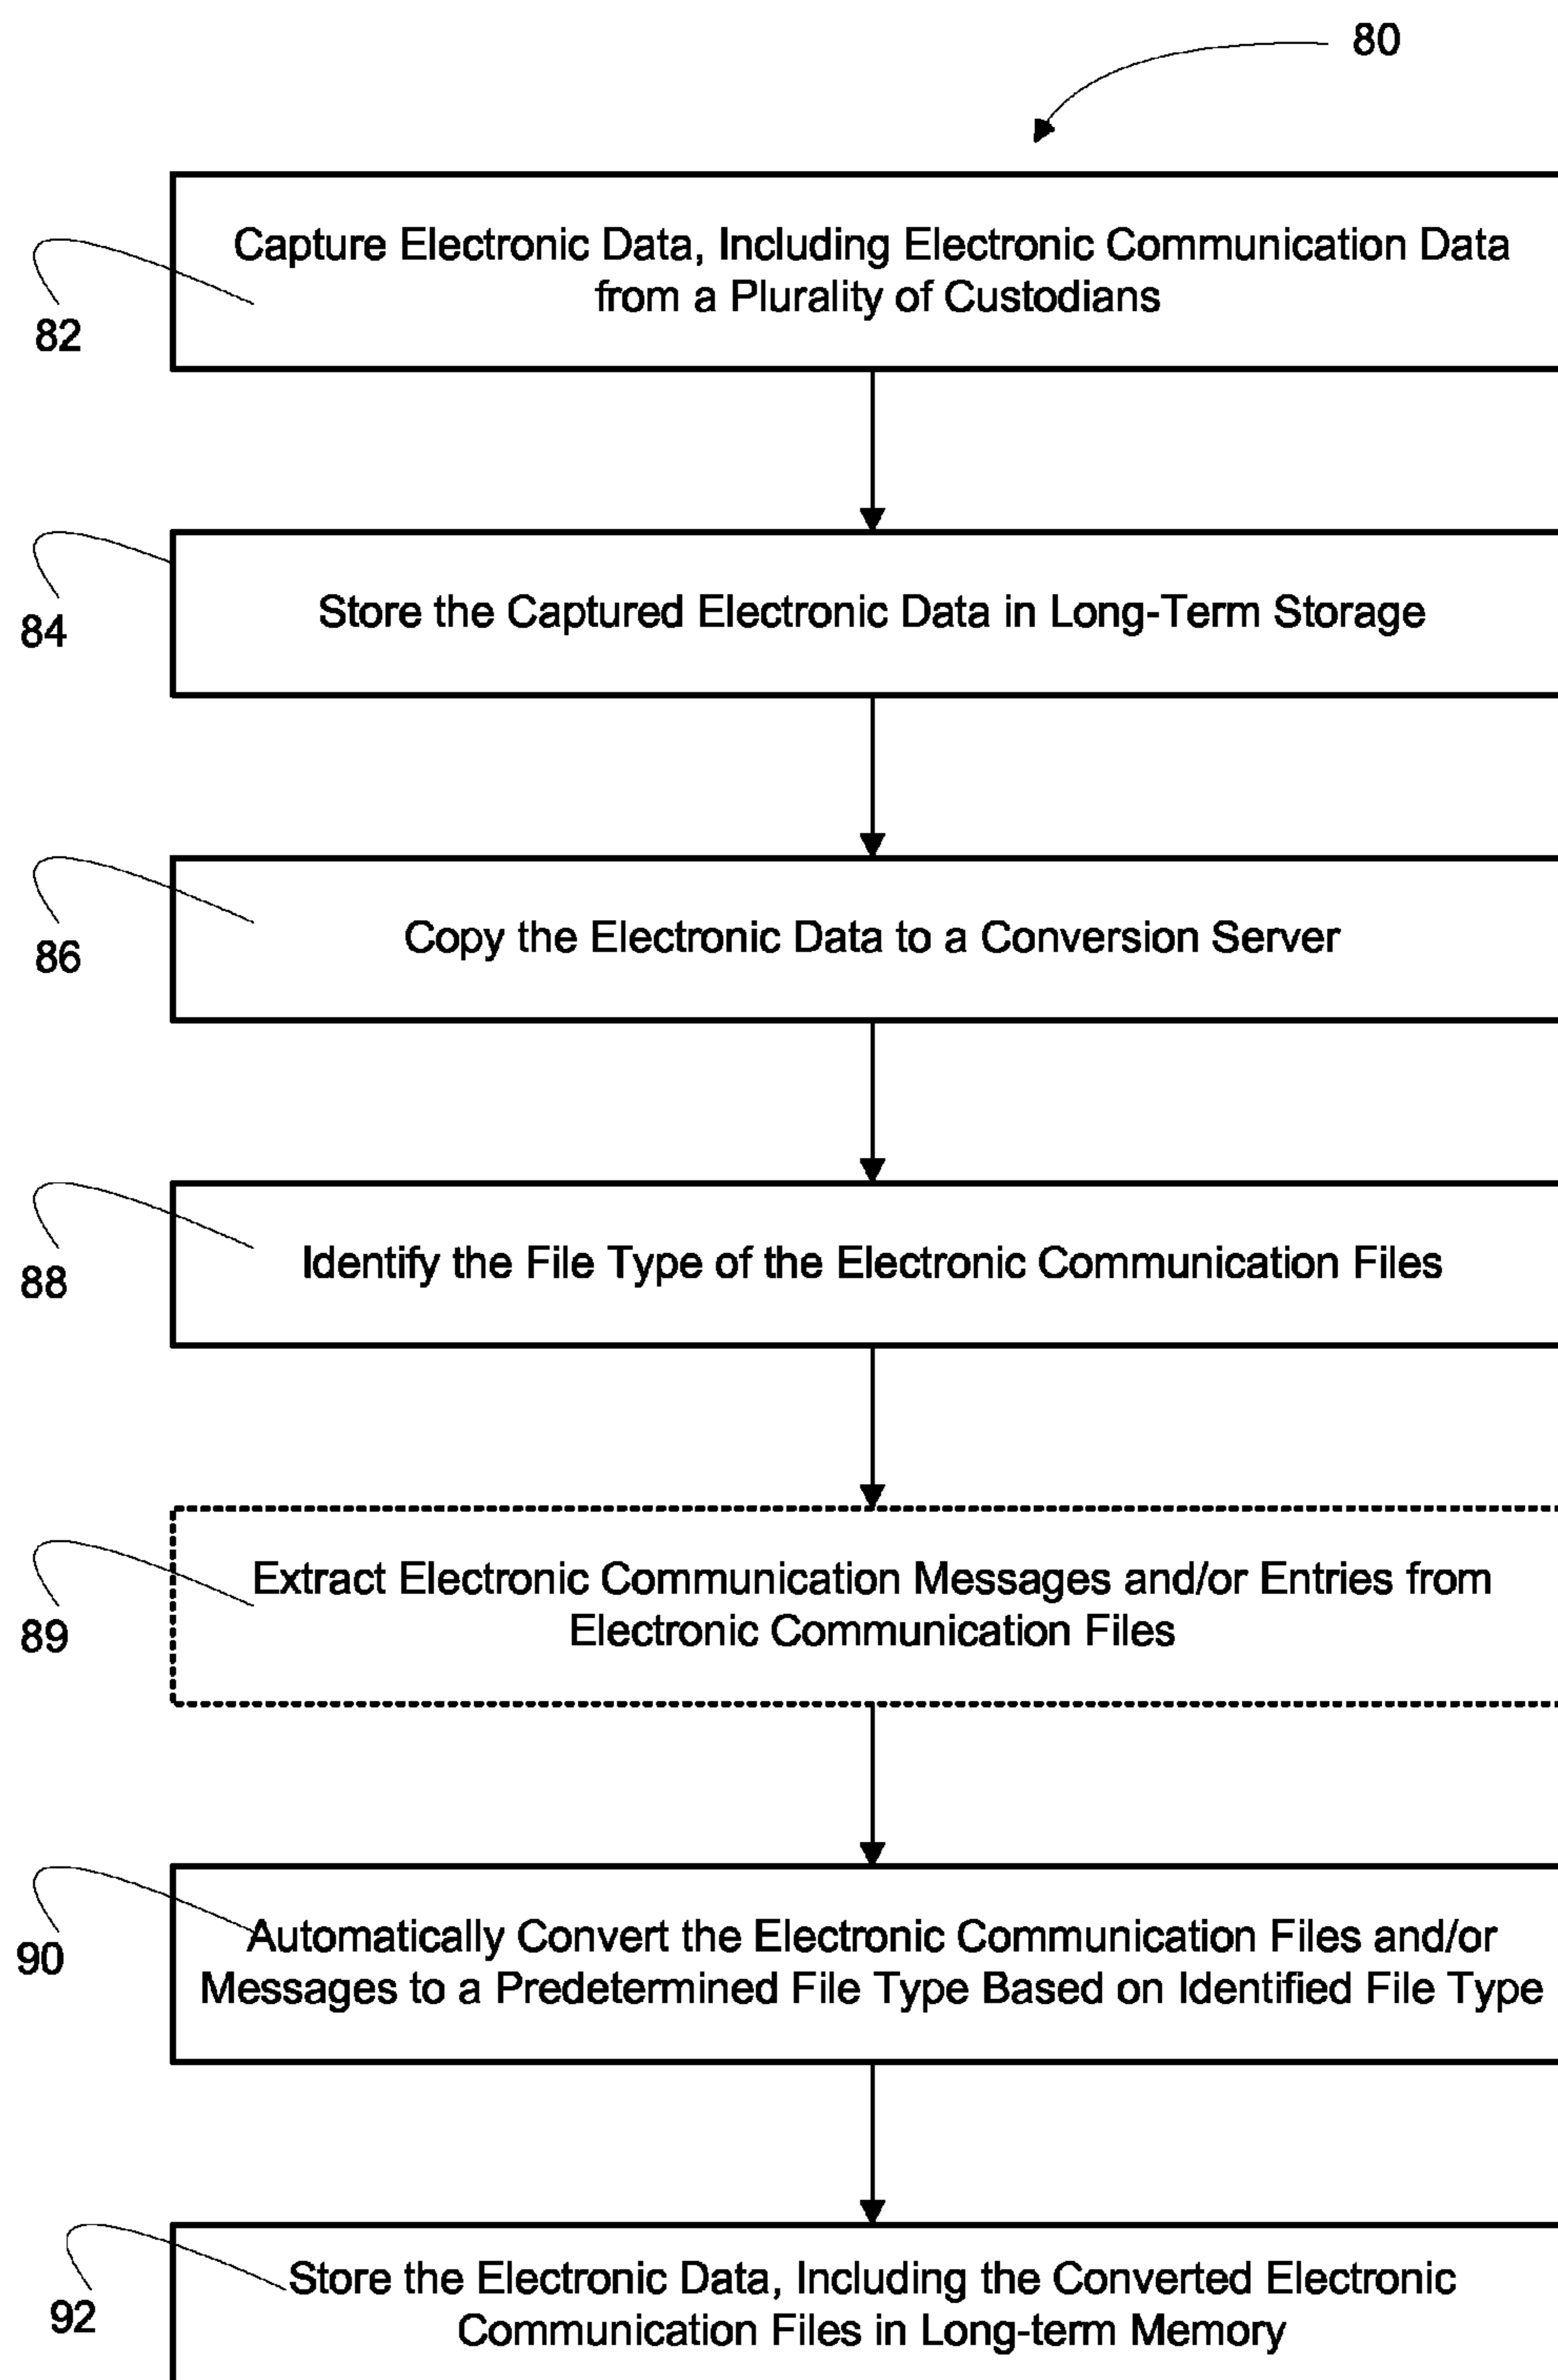 80
Capture Electronic Data, Including Electronic Communication Data
from a Plurality of Custodians
82
Store the Captured Electronic Data in Long-Term Storage
84
Copy the Electronic Data to a Conversion Server
86
Identify the File Type of the Electronic Communication Files
88
Extract Electronic Communication Messages and/or Entries from
Electronic Communication Files
89
Automatically Convert the Electronic Communication Files and/or
Messages to a Predetermined File Type Based on Identified File Type
90
Store the Electronic Data, Including the Converted Electronic
Communication Files in Long-term Memory
92